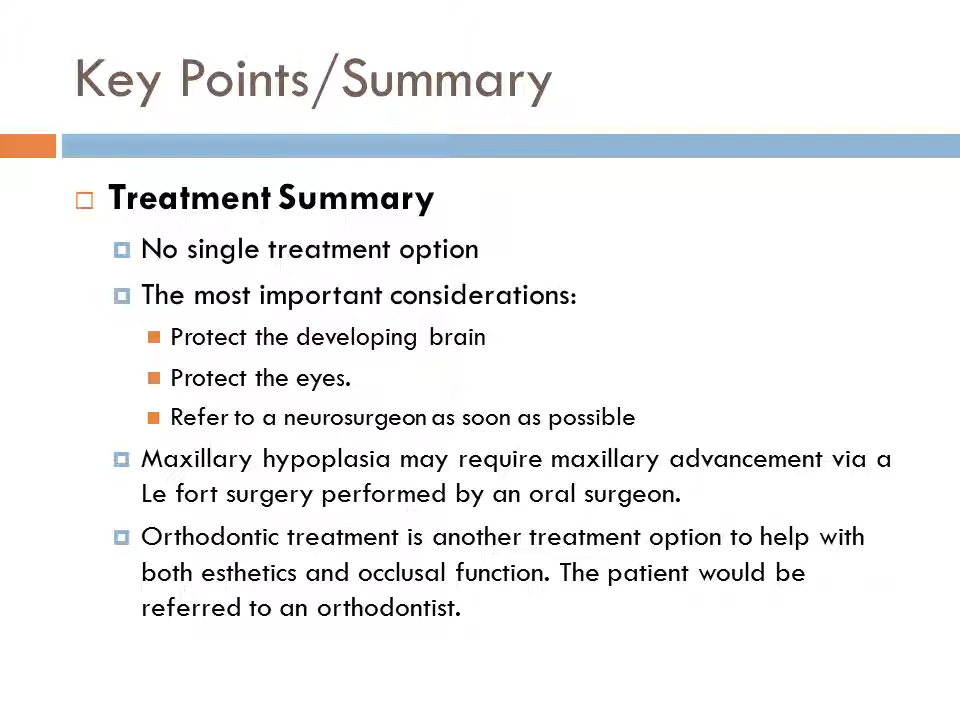 Key Points/Summary
Treatment Summary
No single treatment option
The most important considerations:
Protect the developing brain
Protect the eyes.
Refer to a neurosurgeon as soon as possible
Maxillary hypoplasia may require maxillary advancement via a
Le fort surgery performed by an oral surgeon.
Orthodontic treatment is another treatment option to help with
both esthetics and occlusal function. The patient would be
referred to an orthodontist.